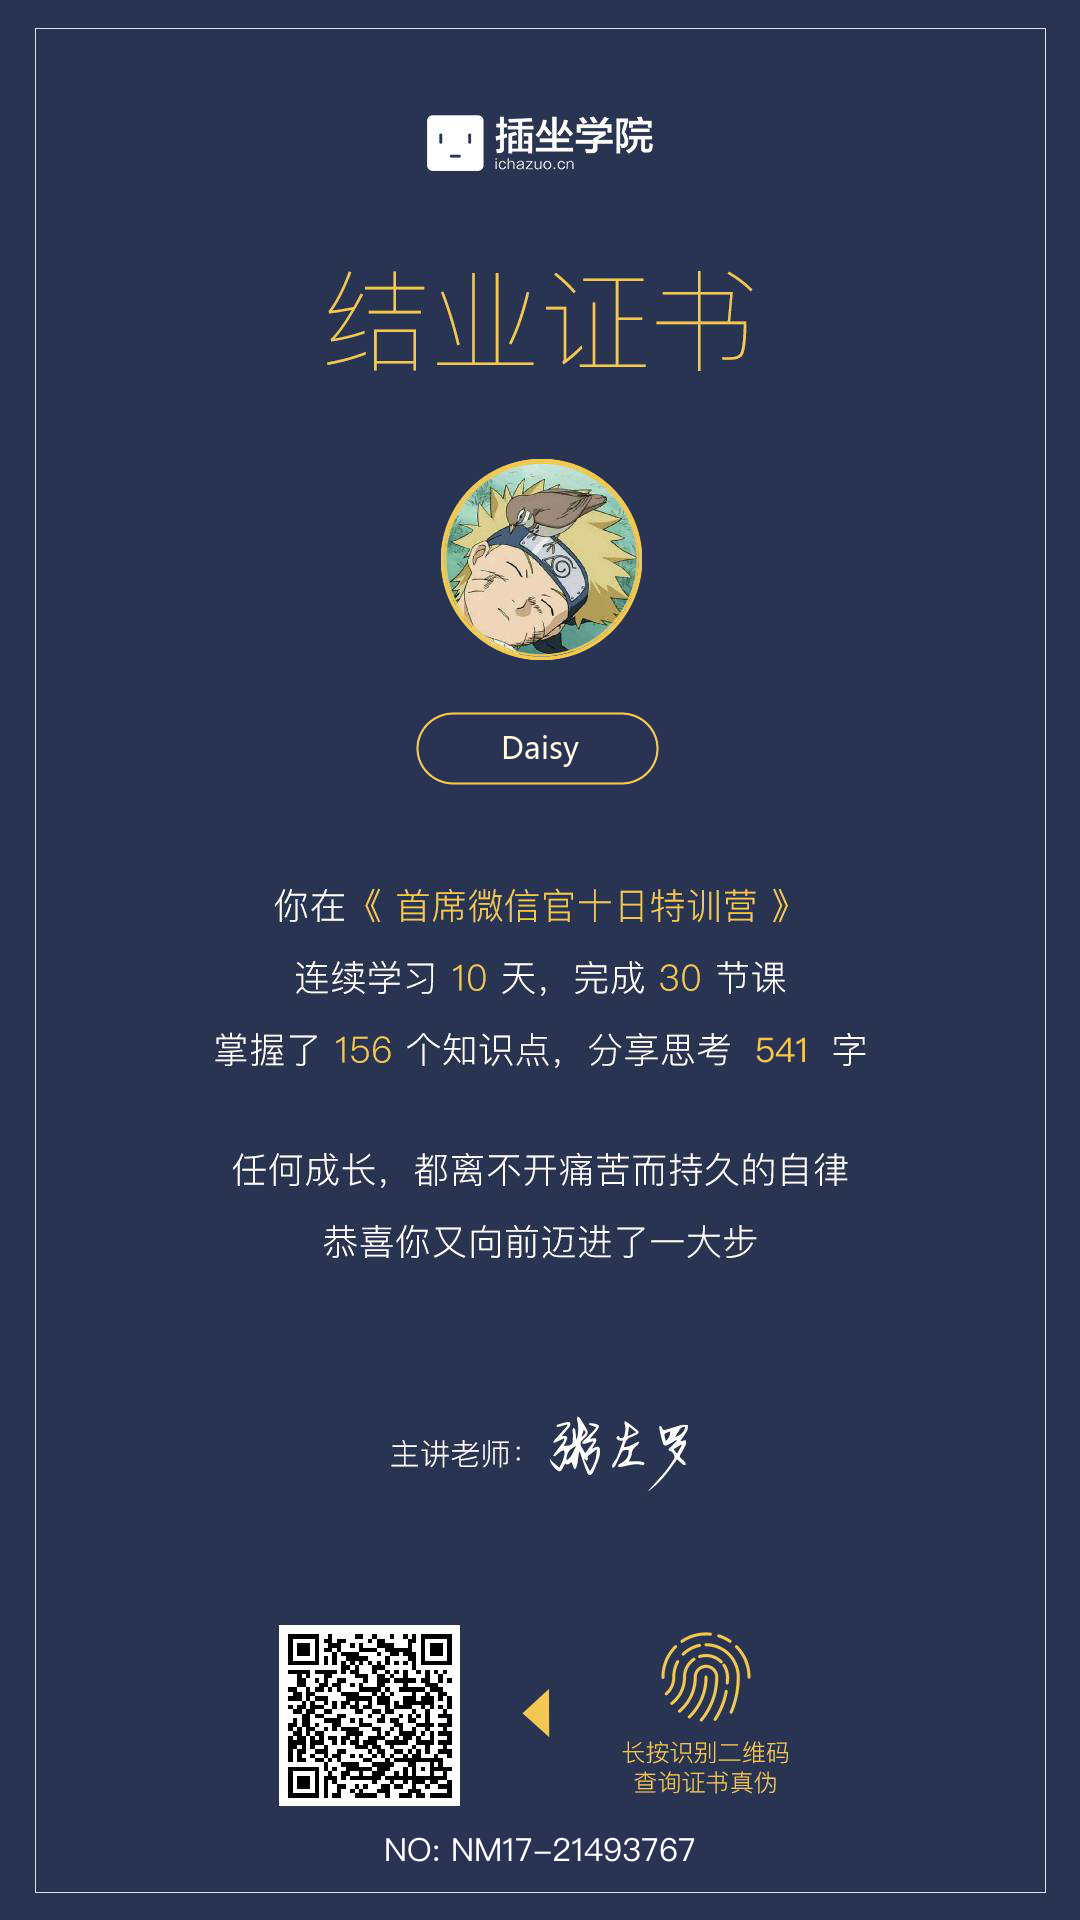 插坐学院
ichazuo.cn
结业证书
Daisy
你在《 首席微信官十日特训营 》
连续学习 10 天，完成 30 节课
掌握了 156 个知识点，分享思考 541 字
任何成长，都离不开痛苦而持久的自律
恭喜你又向前迈进了一大步
主讲老师：粥左罗
长按识别二维码
查询证书真伪
NO: NM17-21493767